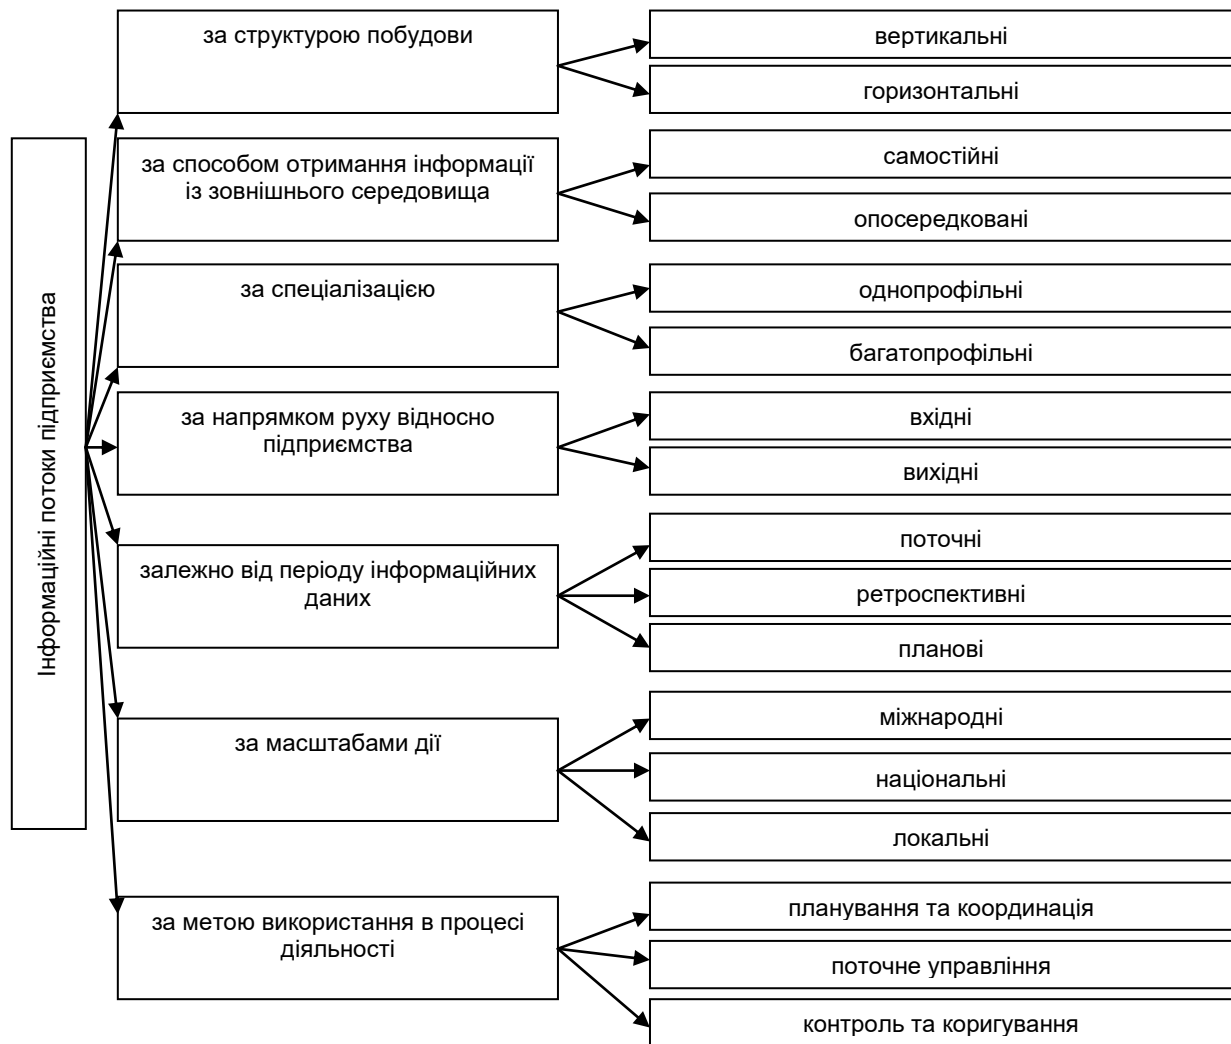 Інформаційні потоки підприємства
за структурою побудови
вертикальні
горизонтальні
за способом отримання інформації
із зовнішнього середовища
самостійні
опосередковані
за спеціалізацією
однопрофільні
багатопрофільні
за напрямком руху відносно
підприємства
вхідні
вихідні
залежно від періоду інформаційних
даних
поточні
ретроспективні
планові
за масштабами дії
міжнародні
національні
локальні
за метою використання в процесі
діяльності
планування та координація
поточне управління
контроль та коригування